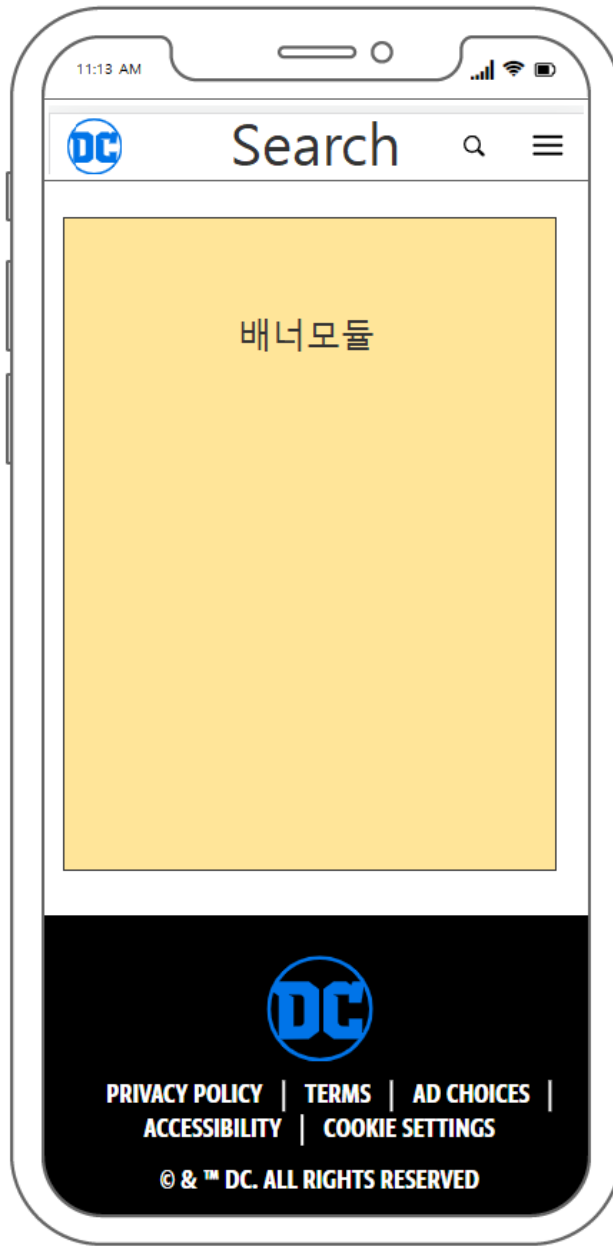 11:13 AM
DC Search
배너모듈
DC
PRIVACY POLICY | TERMS | AD CHOICES |
ACCESSIBILITY | COOKIE SETTINGS
© & ™ DC. ALL RIGHTS RESERVED